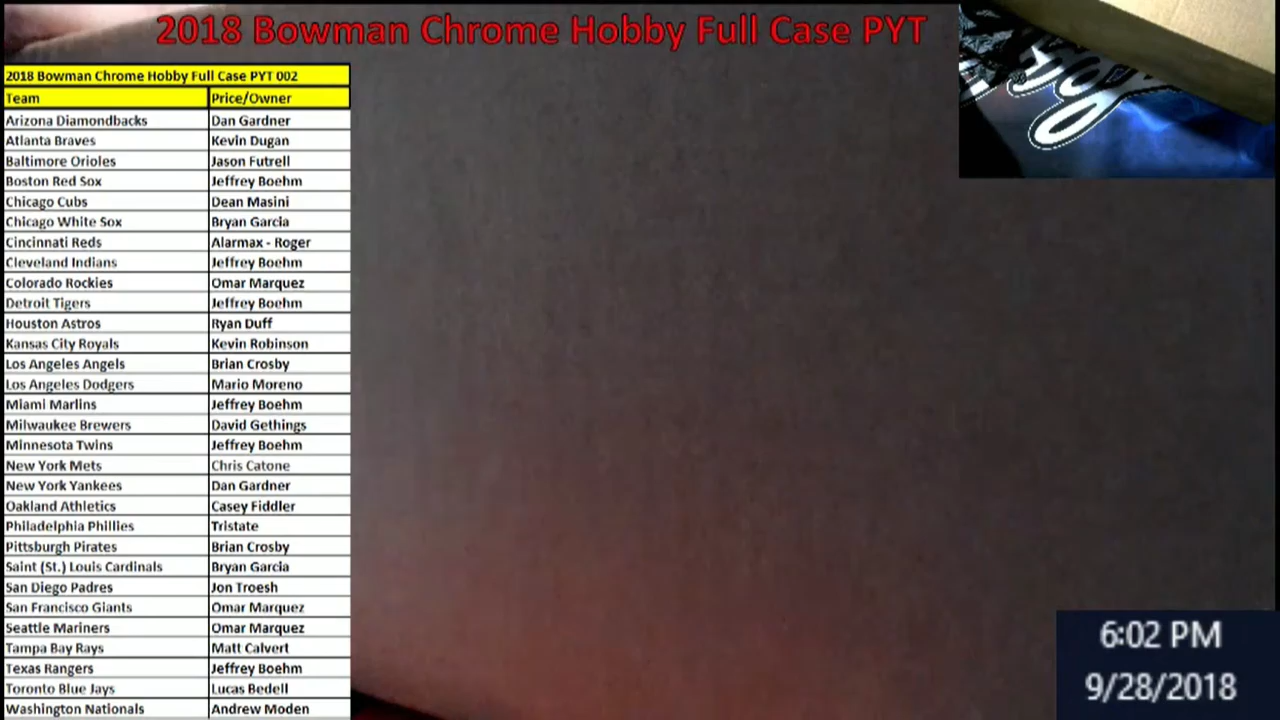 2018 Bowman Chrome Hobby Full Case PYT
2018 Bowman Chrome Hobby Full Case PYT 002
Team Price/Owner
Arizona Diamondbacks Dan Gardner
Atlanta Braves Kevin Dugan
Baltimore Orioles Jason Futrell
Boston Red Sox Jeffrey Boehm
Chicago Cubs Dean Masini
Chicago White Sox Bryan Garcia
Cincinnati Reds Alarmax - Roger
Cleveland Indians Jeffrey Boehm
Colorado Rockies Omar Marquez
Detroit Tigers Jeffrey Boehm
Houston Astros Ryan Duff
Kansas City Royals Kevin Robinson
Los Angeles Angels Brian Crosby
Los Angeles Dodgers Mario Moreno
Miami Marlins Jeffrey Boehm
Milwaukee Brewers David Gethings
Minnesota Twins Jeffrey Boehm
New York Mets Chris Catone
New York Yankees Dan Gardner
Oakland Athletics Casey Fiddler
Philadelphia Phillies Tristate
Pittsburgh Pirates Brian Crosby
Saint (St.) Louis Cardinals Bryan Garcia
San Diego Padres Jon Troesh
San Francisco Giants Omar Marquez
Seattle Mariners Omar Marquez
Tampa Bay Rays Matt Calvert
Texas Rangers Jeffrey Boehm
Toronto Blue Jays Lucas Bedell
Washington Nationals Andrew Moden
6:02 PM
9/28/2018